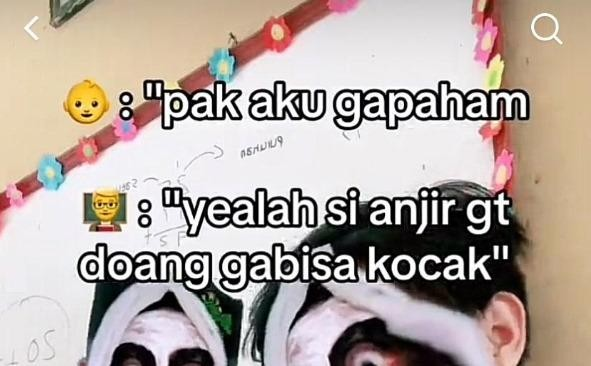 👶 : "pak aku gapaham
👨‍🏫 : "yealah si anjir gt
doang gabisa kocak"